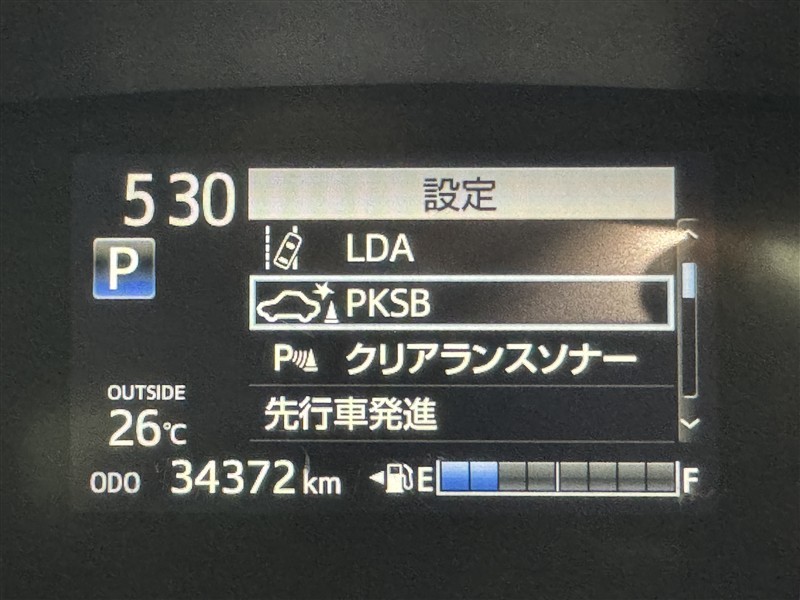 5 30
設定
P
LDA
PKSB
P クリアランスソナー
先行車発進
OUTSIDE
26℃
ODO 34372 km
E F